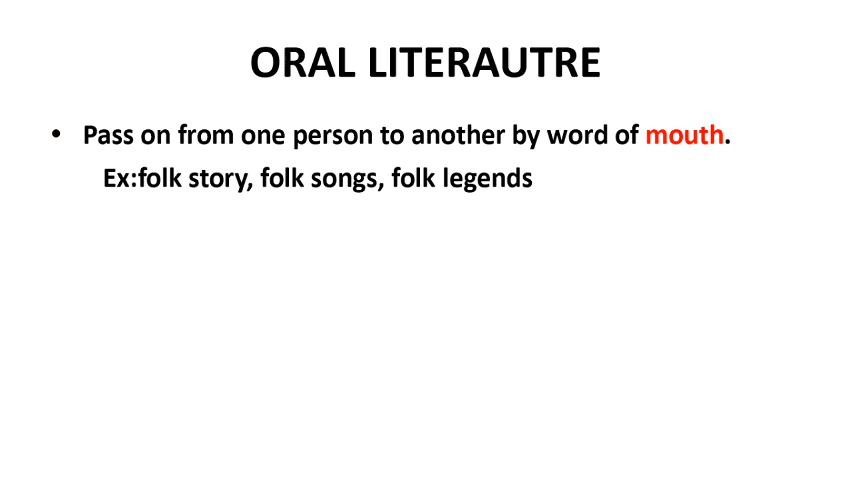 ORAL LITERAUTRE
• Pass on from one person to another by word of mouth.
Ex:folk story, folk songs, folk legends